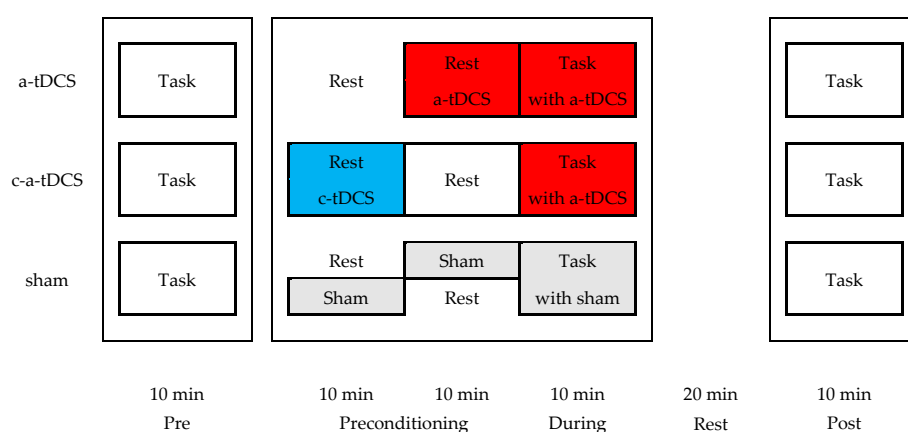 a-tDCS
Task
Rest
Rest
a-tDCS
Task
with a-tDCS
Task
c-a-tDCS
Task
Rest
c-tDCS
Rest
Task
with a-tDCS
Task
sham
Task
Rest
Sham
Sham
Rest
Task
with sham
Task
10 min 10 min 10 min 10 min 20 min 10 min
Pre Preconditioning During Rest Post